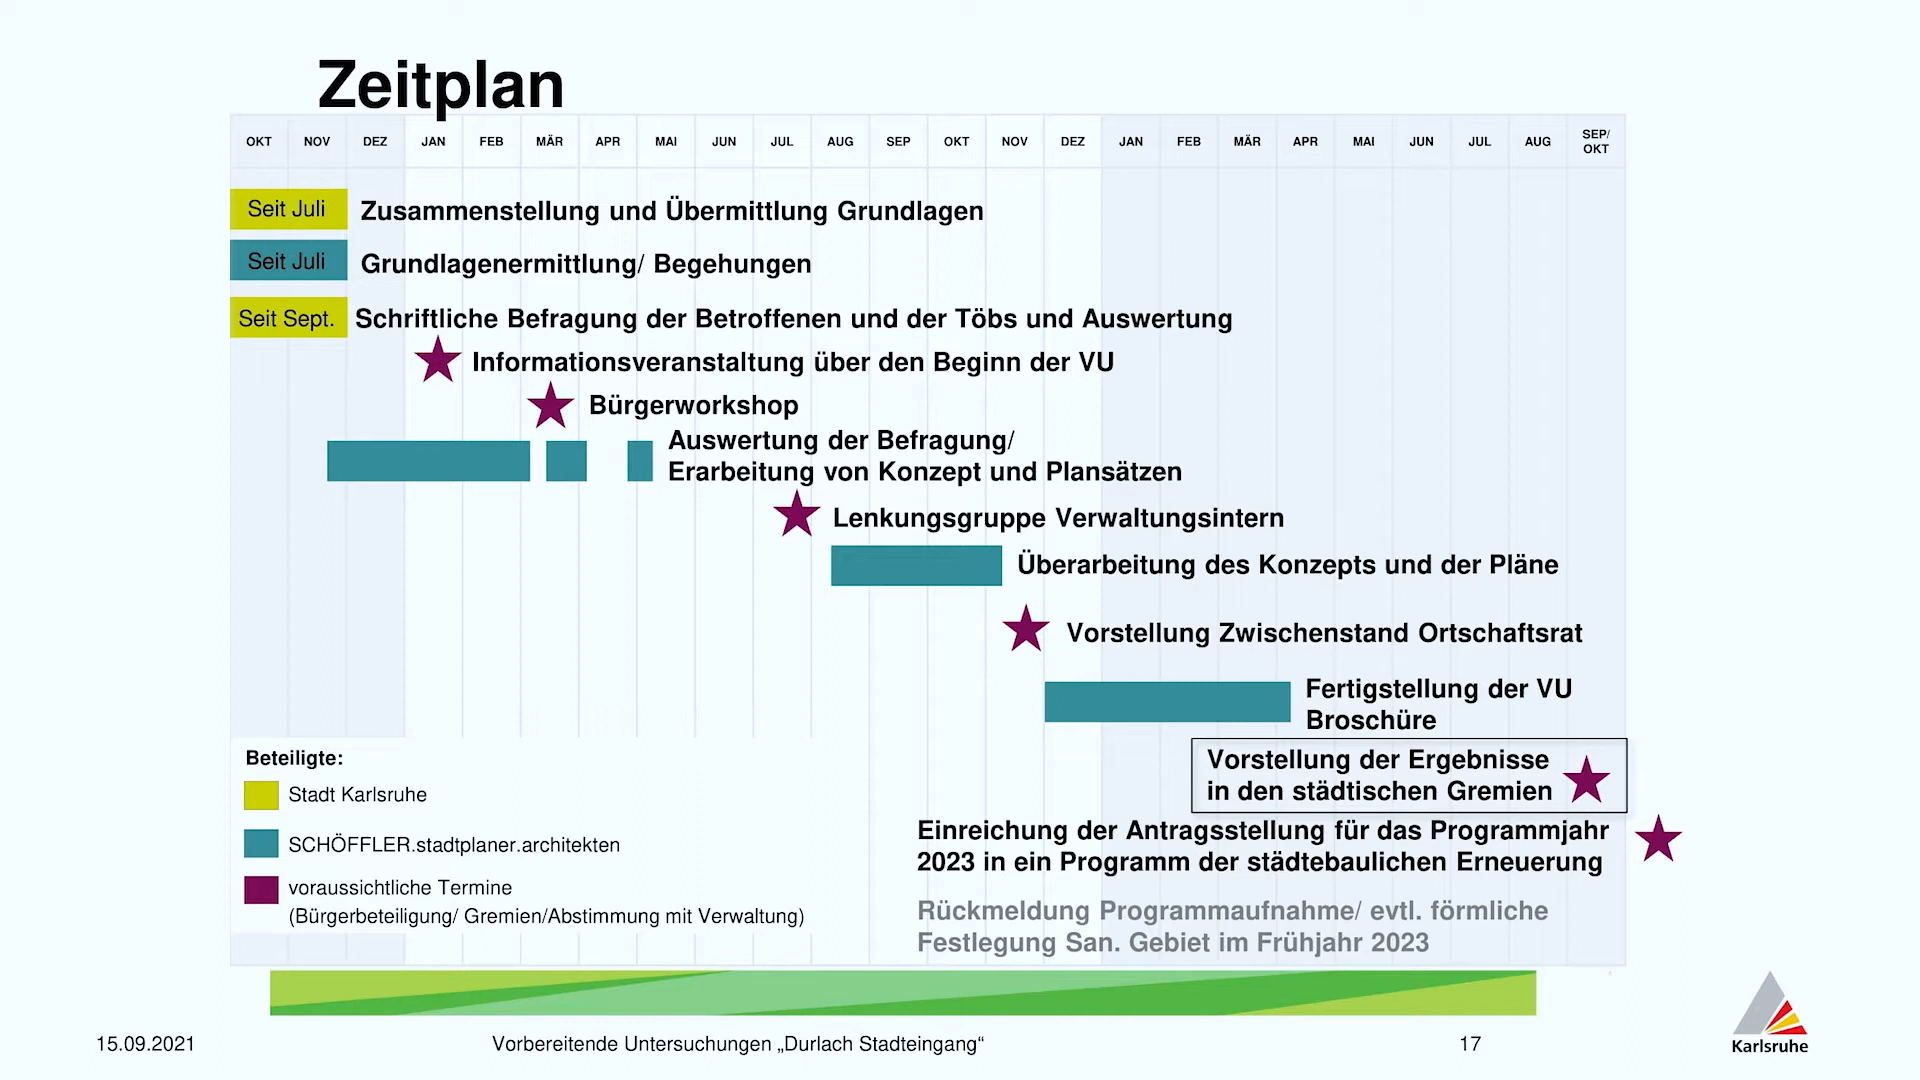 Zeitplan
OKT NOV DEZ JAN FEB MÄR APR MAI JUN JUL AUG SEP OKT NOV DEZ JAN FEB MÄR APR MAI JUN JUL AUG SEP/
OKT
Seit Juli Zusammenstellung und Übermittlung Grundlagen
Seit Juli Grundlagenermittlung/ Begehungen
Seit Sept. Schriftliche Befragung der Betroffenen und der Töbs und Auswertung
Informationsveranstaltung über den Beginn der VU
Bürgerworkshop
Auswertung der Befragung/
Erarbeitung von Konzept und Plansätzen
Lenkungsgruppe Verwaltungsintern
Überarbeitung des Konzepts und der Pläne
Vorstellung Zwischenstand Ortschaftsrat
Fertigstellung der VU
Broschüre
Vorstellung der Ergebnisse
in den städtischen Gremien
Einreichung der Antragsstellung für das Programmjahr
2023 in ein Programm der städtebaulichen Erneuerung
Rückmeldung Programmaufnahme/ evtl. förmliche
Festlegung San. Gebiet im Frühjahr 2023
Beteiligte:
Stadt Karlsruhe
SCHÖFFLER.stadtplaner.architekten
voraussichtliche Termine
(Bürgerbeteiligung/ Gremien/Abstimmung mit Verwaltung)
15.09.2021 Vorbereitende Untersuchungen „Durlach Stadteingang“ 17
Karlsruhe